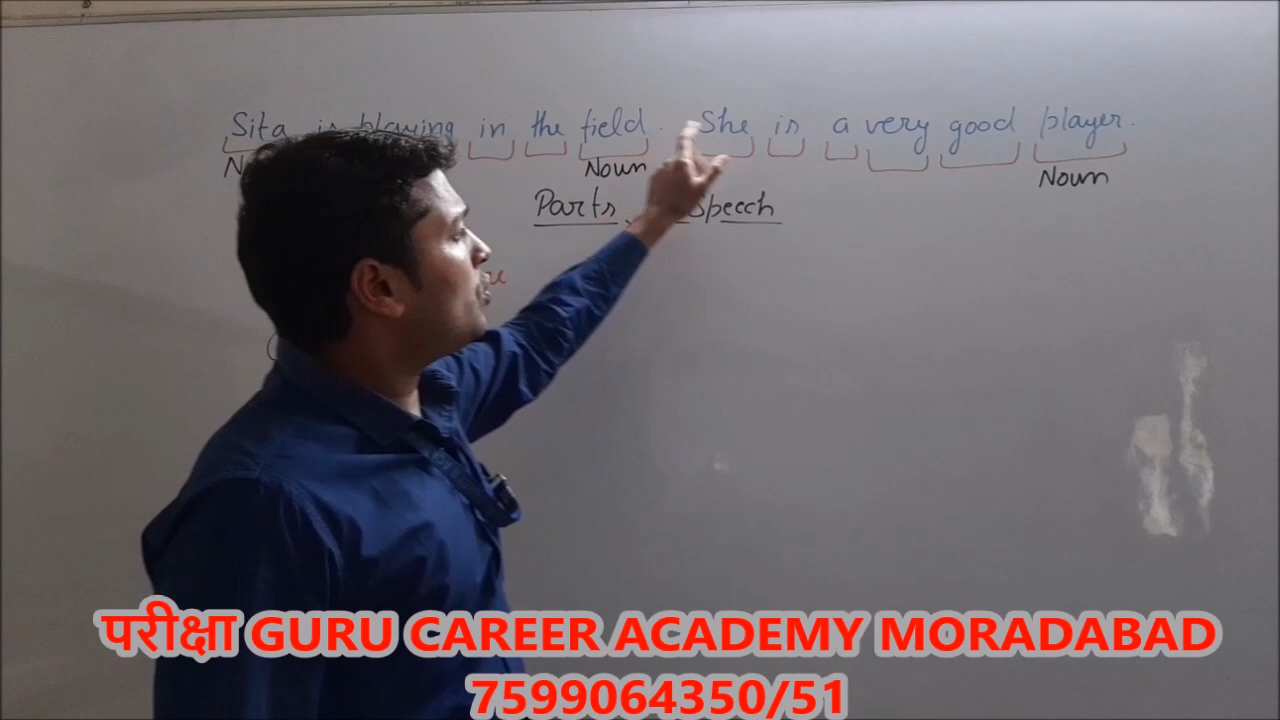 Sita is playing in the field. She is a very good player.
Noun Noun
Parts Speech
परीक्षा GURU CAREER ACADEMY MORADABAD
7599064350/51